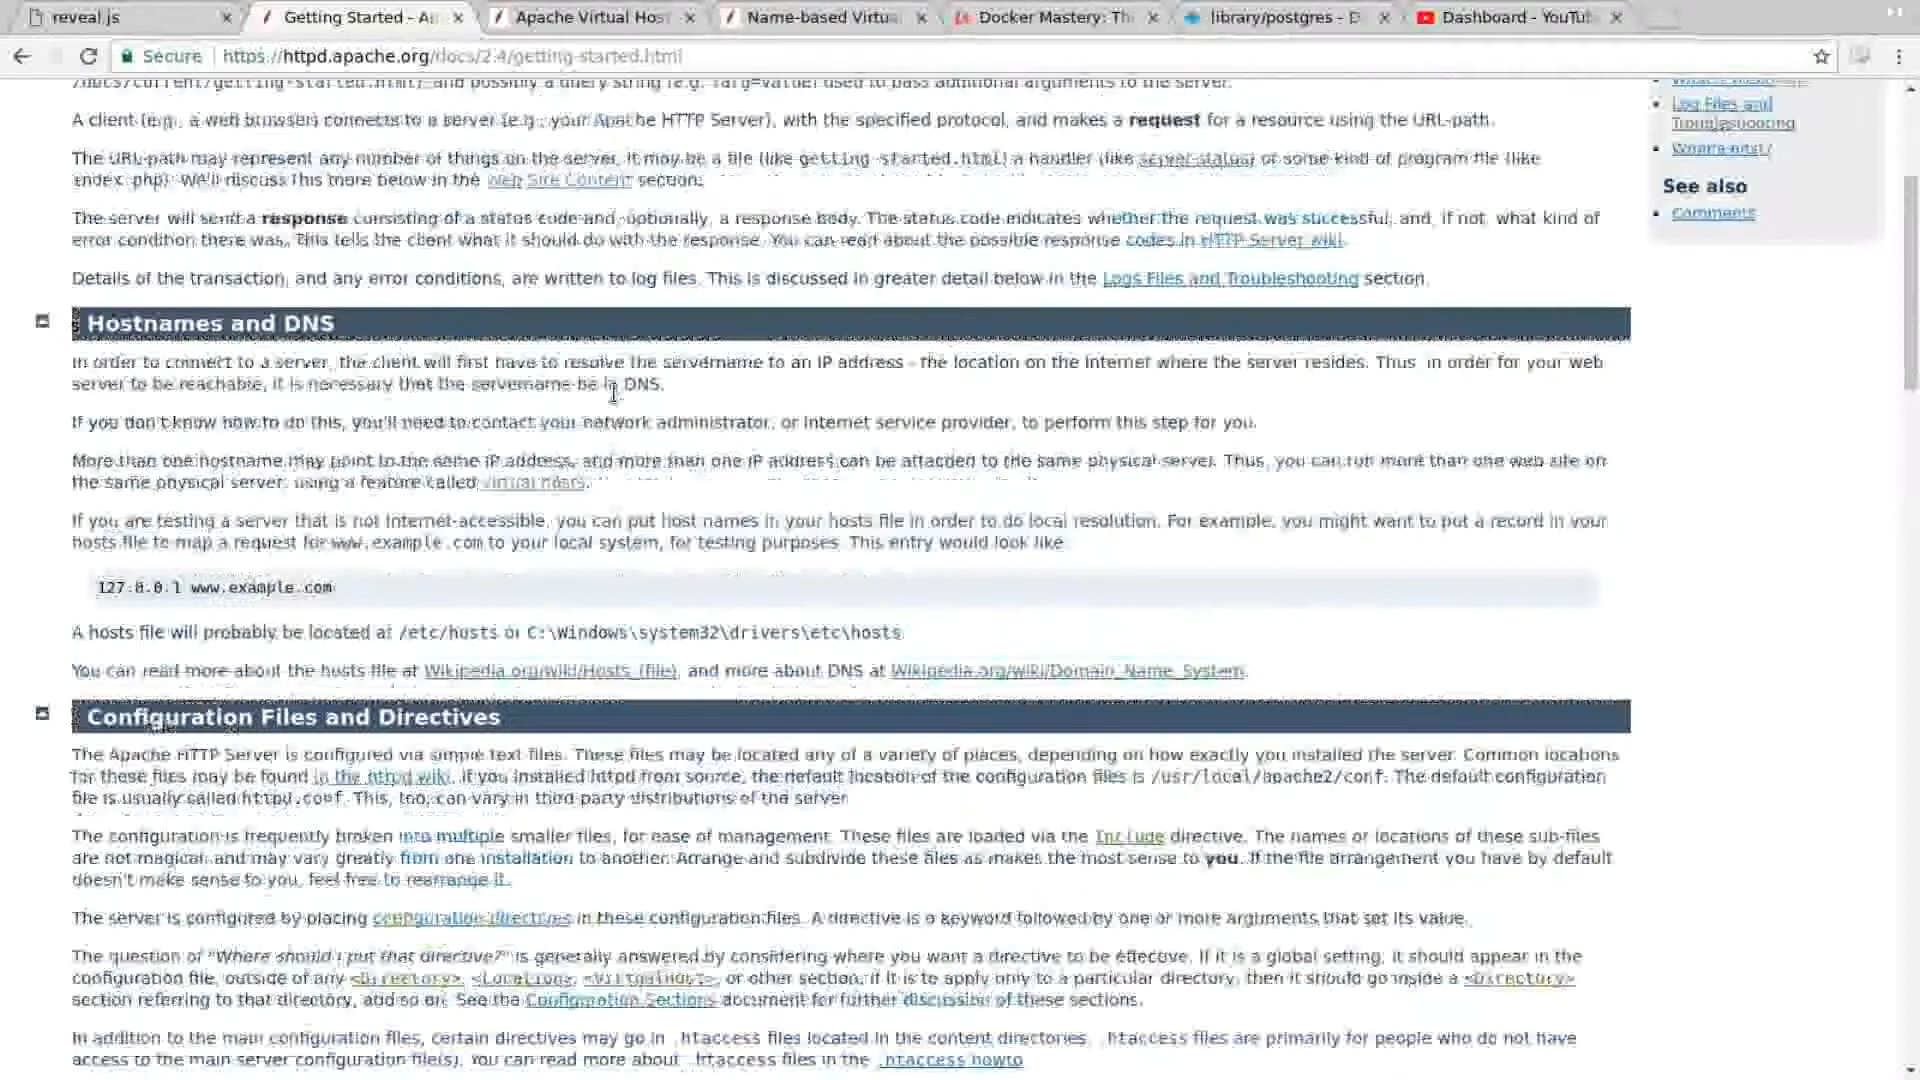 reveal.js
Getting Started - A
Apache Virtual Hos
Name-based Virtu
Docker Mastery: Th
library/postgres - D
Dashboard - YouTub
Secure
https://httpd.apache.org/docs/2.4/getting-started.html
/docs/current/getting-started.html) and possibly a query string (e.g. ?arg=value) used to pass additional arguments to the server.
A client (e.g., a web browser) connects to a server (e.g., your Apache HTTP Server), with the specified protocol, and makes a request for a resource using the URL-path.
The URL-path may represent any number of things on the server. It may be a file (like getting-started.html) a handler (like server-status) or some kind of program file (like
index.php). We'll discuss this more below in the Web Site Content section.
The server will send a response consisting of a status code and, optionally, a response body. The status code indicates whether the request was successful, and, if not, what kind of
error condition there was. This tells the client what it should do with the response. You can read about the possible response codes in HTTP Server wiki.
Details of the transaction, and any error conditions, are written to log files. This is discussed in greater detail below in the Logs Files and Troubleshooting section.
Log Files and
Troubleshooting
What's next?
See also
Comments
Hostnames and DNS
In order to connect to a server, the client will first have to resolve the servername to an IP address - the location on the Internet where the server resides. Thus, in order for your web
server to be reachable, it is necessary that the servername be in DNS.
If you don't know how to do this, you'll need to contact your network administrator, or Internet service provider, to perform this step for you.
More than one hostname may point to the same IP address, and more than one IP address can be attached to the same physical server. Thus, you can run more than one web site on
the same physical server, using a feature called virtual hosts.
If you are testing a server that is not Internet-accessible, you can put host names in your hosts file in order to do local resolution. For example, you might want to put a record in your
hosts file to map a request for www.example.com to your local system, for testing purposes. This entry would look like:
127.0.0.1 www.example.com
A hosts file will probably be located at /etc/hosts or C:\Windows\system32\drivers\etc\hosts.
You can read more about the hosts file at Wikipedia.org/wiki/Hosts_(file), and more about DNS at Wikipedia.org/wiki/Domain_Name_System.
Configuration Files and Directives
The Apache HTTP Server is configured via simple text files. These files may be located any of a variety of places, depending on how exactly you installed the server. Common locations
for these files may be found in the httpd wiki. If you installed httpd from source, the default location of the configuration files is /usr/local/apache2/conf. The default configuration
file is usually called httpd.conf. This, too, can vary in third party distributions of the server.
The configuration is frequently broken into multiple smaller files, for ease of management. These files are loaded via the Include directive. The names or locations of these sub-files
are not magical, and may vary greatly from one installation to another. Arrange and subdivide these files as makes the most sense to you. If the file arrangement you have by default
doesn't make sense to you, feel free to rearrange it.
The server is configured by placing configuration directives in these configuration files. A directive is a keyword followed by one or more arguments that set its value.
The question of "Where should I put that directive?" is generally answered by considering where you want a directive to be effective. If it is a global setting, it should appear in the
configuration file, outside of any <Directory>, <Location>, <VirtualHost>, or other section. If it is to apply only to a particular directory, then it should go inside a <Directory>
section referring to that directory, and so on. See the Configuration Sections document for further discussion of these sections.
In addition to the main configuration files, certain directives may go in .htaccess files located in the content directories. .htaccess files are primarily for people who do not have
access to the main server configuration file(s). You can read more about .htaccess files in the .htaccess howto.